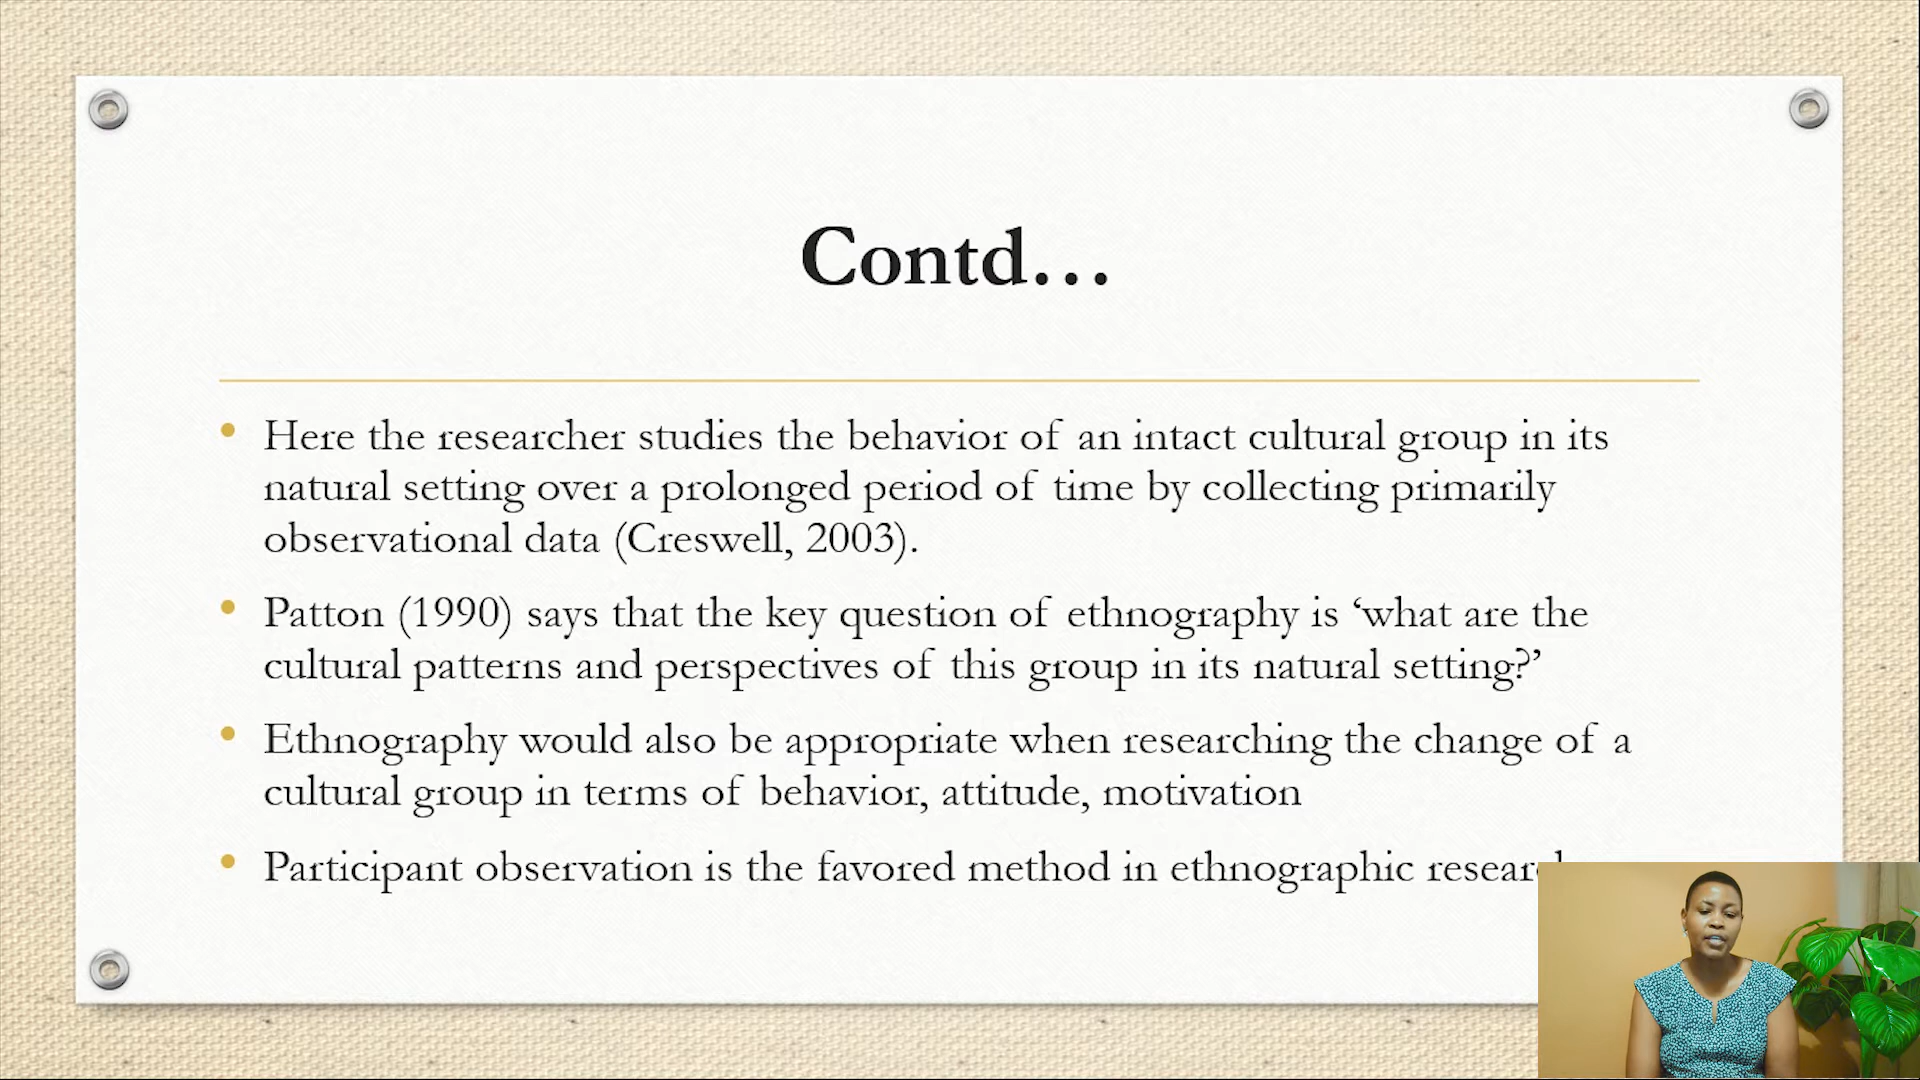 Contd…
• Here the researcher studies the behavior of an intact cultural group in its
natural setting over a prolonged period of time by collecting primarily
observational data (Creswell, 2003).
• Patton (1990) says that the key question of ethnography is ‘what are the
cultural patterns and perspectives of this group in its natural setting?’
• Ethnography would also be appropriate when researching the change of a
cultural group in terms of behavior, attitude, motivation
• Participant observation is the favored method in ethnographic